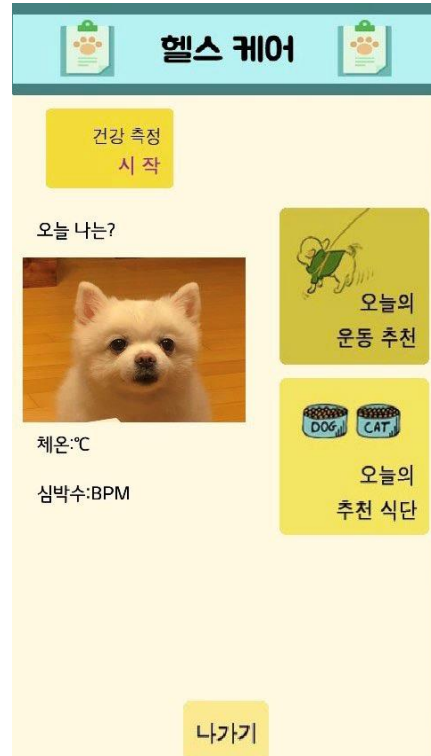 헬스 케어
건강 측정
시 작
오늘 나는?
체온:℃
심박수:BPM
오늘의
운동 추천
DOG
CAT
오늘의
추천 식단
나가기